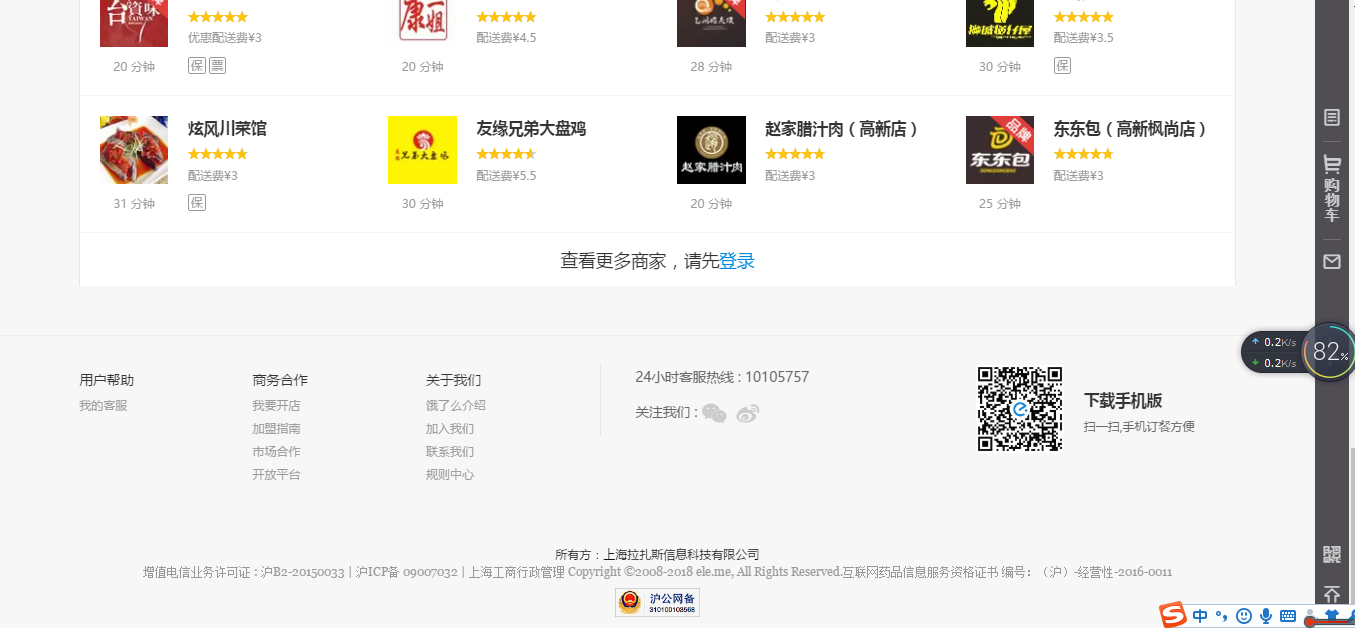 台資味
TAIWAN
康一姐
优惠配送费¥3
配送费¥4.5
配送费¥3
配送费¥3.5
20 分钟
保 票
20 分钟
28 分钟
30 分钟
保
炫风川菜馆
友缘兄弟大盘鸡
赵家腊汁肉（高新店）
东东包（高新枫尚店）
兄弟大盘鸡
赵家腊汁肉
品牌
东东包
DONGDONGBAO
配送费¥3
配送费¥5.5
配送费¥3
配送费¥3
31 分钟
保
30 分钟
20 分钟
25 分钟
查看更多商家，请先登录
购物车
0.2K/s
0.2K/s
82%
用户帮助
我的客服
商务合作
我要开店
加盟指南
市场合作
开放平台
关于我们
饿了么介绍
加入我们
联系我们
规则中心
24小时客服热线 : 10105757
关注我们 :
下载手机版
扫一扫,手机订餐方便
所有方：上海拉扎斯信息科技有限公司
增值电信业务许可证 : 沪B2-20150033 | 沪ICP备 09007032 | 上海工商行政管理 Copyright ©2008-2018 ele.me, All Rights Reserved.互联网药品信息服务资格证书 编号：（沪）-经营性-2016-0011
沪公网备
310100103568
S 中